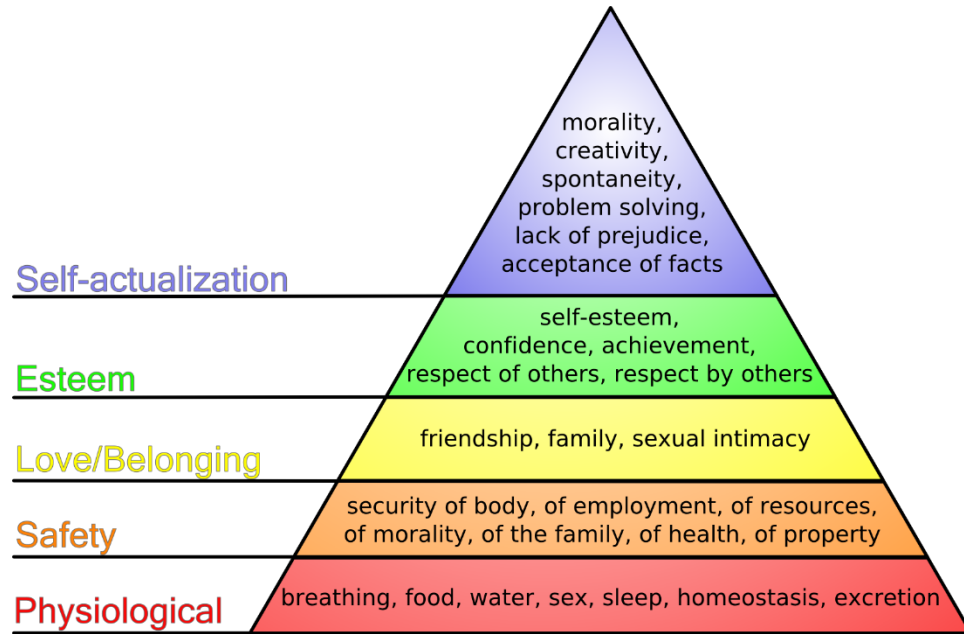 morality,
creativity,
spontaneity,
problem solving,
lack of prejudice,
acceptance of facts
Self-actualization
self-esteem,
confidence, achievement,
respect of others, respect by others
Esteem
friendship, family, sexual intimacy
Love/Belonging
security of body, of employment, of resources,
of morality, of the family, of health, of property
Safety
breathing, food, water, sex, sleep, homeostasis, excretion
Physiological